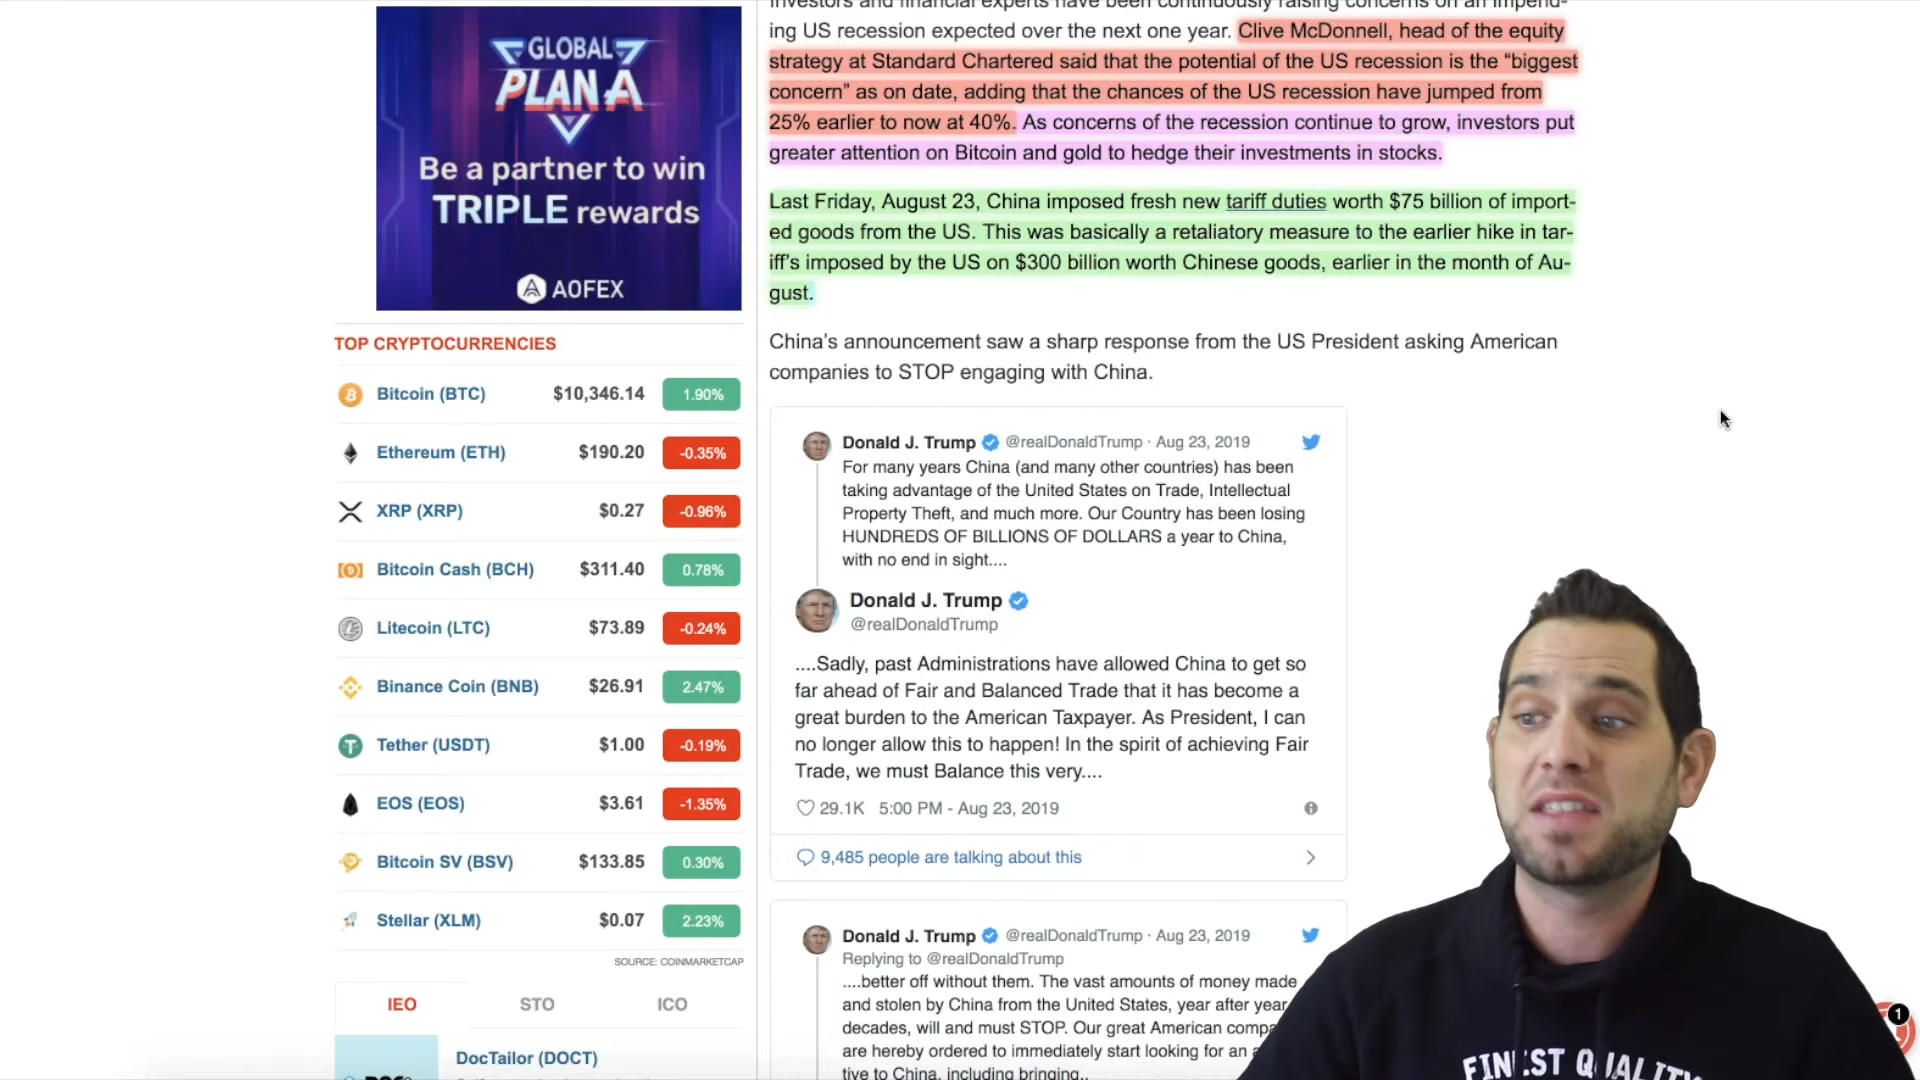 GLOBAL
PLAN A
Be a partner to win
TRIPLE rewards
AOFEX
TOP CRYPTOCURRENCIES
Bitcoin (BTC) $10,346.14 1.90%
Ethereum (ETH) $190.20 -0.35%
XRP (XRP) $0.27 -0.96%
Bitcoin Cash (BCH) $311.40 0.78%
Litecoin (LTC) $73.89 -0.24%
Binance Coin (BNB) $26.91 2.47%
Tether (USDT) $1.00 -0.19%
EOS (EOS) $3.61 -1.35%
Bitcoin SV (BSV) $133.85 0.30%
Stellar (XLM) $0.07 2.23%
SOURCE: COINMARKETCAP
IEO STO ICO
DocTailor (DOCT)
Investors and financial experts have been continuously raising concerns on an impend-
ing US recession expected over the next one year. Clive McDonnell, head of the equity
strategy at Standard Chartered said that the potential of the US recession is the “biggest
concern” as on date, adding that the chances of the US recession have jumped from
25% earlier to now at 40%. As concerns of the recession continue to grow, investors put
greater attention on Bitcoin and gold to hedge their investments in stocks.
Last Friday, August 23, China imposed fresh new tariff duties worth $75 billion of import-
ed goods from the US. This was basically a retaliatory measure to the earlier hike in tar-
iff’s imposed by the US on $300 billion worth Chinese goods, earlier in the month of Au-
gust.
China’s announcement saw a sharp response from the US President asking American
companies to STOP engaging with China.
Donald J. Trump @realDonaldTrump · Aug 23, 2019
For many years China (and many other countries) has been
taking advantage of the United States on Trade, Intellectual
Property Theft, and much more. Our Country has been losing
HUNDREDS OF BILLIONS OF DOLLARS a year to China,
with no end in sight....
Donald J. Trump
@realDonaldTrump
....Sadly, past Administrations have allowed China to get so
far ahead of Fair and Balanced Trade that it has become a
great burden to the American Taxpayer. As President, I can
no longer allow this to happen! In the spirit of achieving Fair
Trade, we must Balance this very....
29.1K 5:00 PM - Aug 23, 2019
9,485 people are talking about this
Donald J. Trump @realDonaldTrump · Aug 23, 2019
Replying to @realDonaldTrump
....better off without them. The vast amounts of money made
and stolen by China from the United States, year after year,
decades, will and must STOP. Our great American compa
are hereby ordered to immediately start looking for an a
tive to China, including bringing..
FINEST QUALITY
1